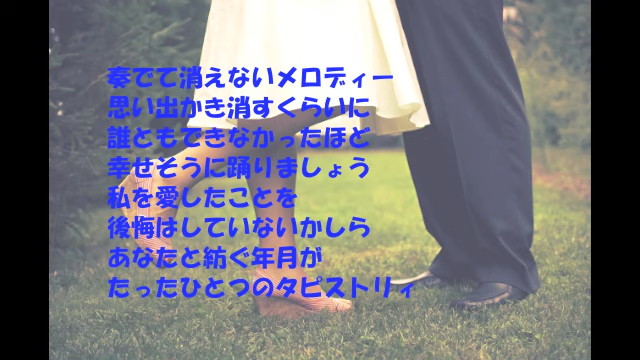 奏でて消えないメロディー
思い出かき消すくらいに
誰ともできなかったほど
幸せそうに踊りましょう
私を愛したことを
後悔はしていないかしら
あなたと紡ぐ年月が
たったひとつのタピストリィ